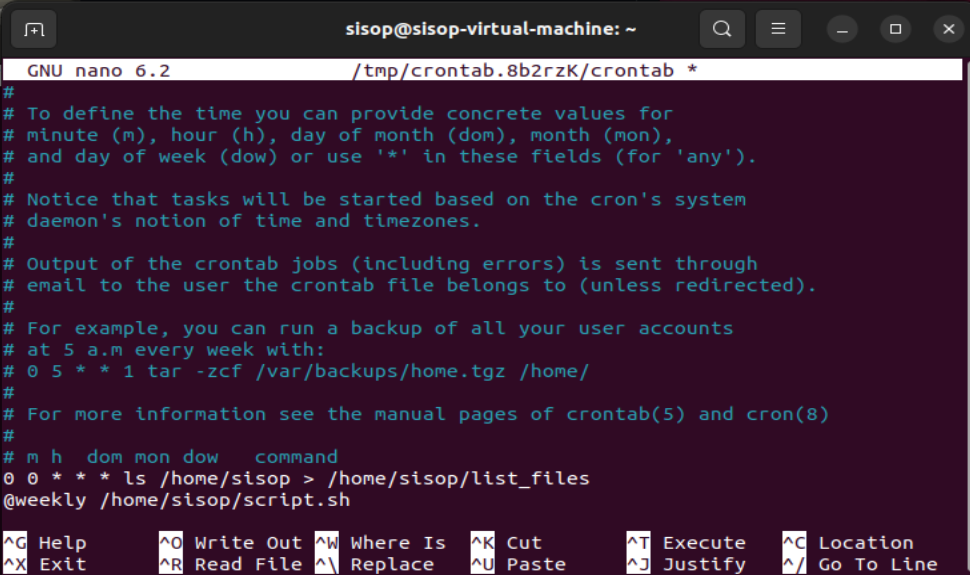 sisop@sisop-virtual-machine: ~
GNU nano 6.2 /tmp/crontab.8b2rzK/crontab *
#
# To define the time you can provide concrete values for
# minute (m), hour (h), day of month (dom), month (mon),
# and day of week (dow) or use '*' in these fields (for 'any').
#
# Notice that tasks will be started based on the cron's system
# daemon's notion of time and timezones.
#
# Output of the crontab jobs (including errors) is sent through
# email to the user the crontab file belongs to (unless redirected).
#
# For example, you can run a backup of all your user accounts
# at 5 a.m every week with:
# 0 5 * * 1 tar -zcf /var/backups/home.tgz /home/
#
# For more information see the manual pages of crontab(5) and cron(8)
#
# m h  dom mon dow   command
0 0 * * * ls /home/sisop > /home/sisop/list_files
@weekly /home/sisop/script.sh
^G Help ^O Write Out ^W Where Is ^K Cut ^T Execute ^C Location
^X Exit ^R Read File ^\ Replace ^U Paste ^J Justify ^/ Go To Line